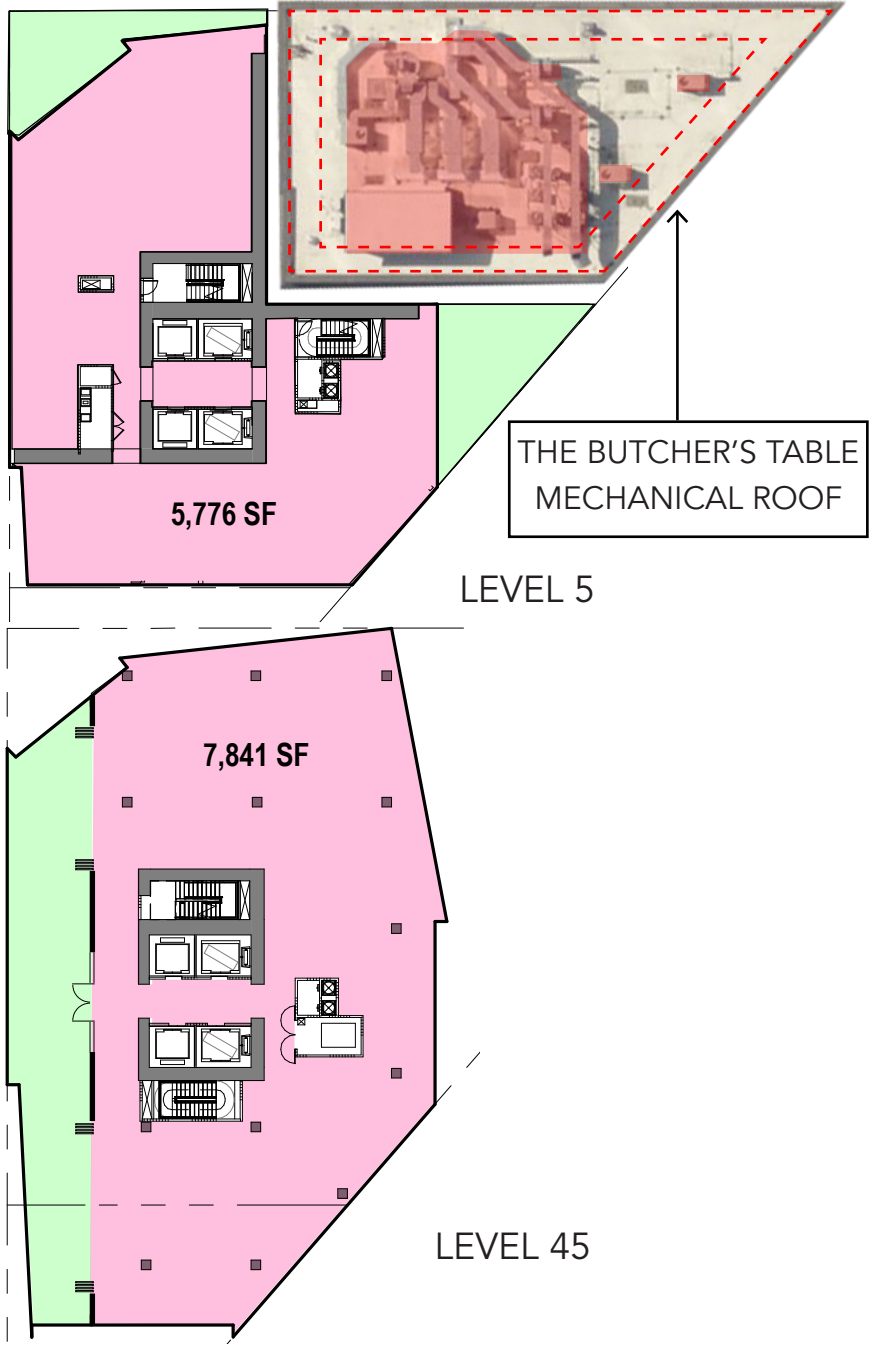 THE BUTCHER'S TABLE
MECHANICAL ROOF
5,776 SF
LEVEL 5
7,841 SF
LEVEL 45